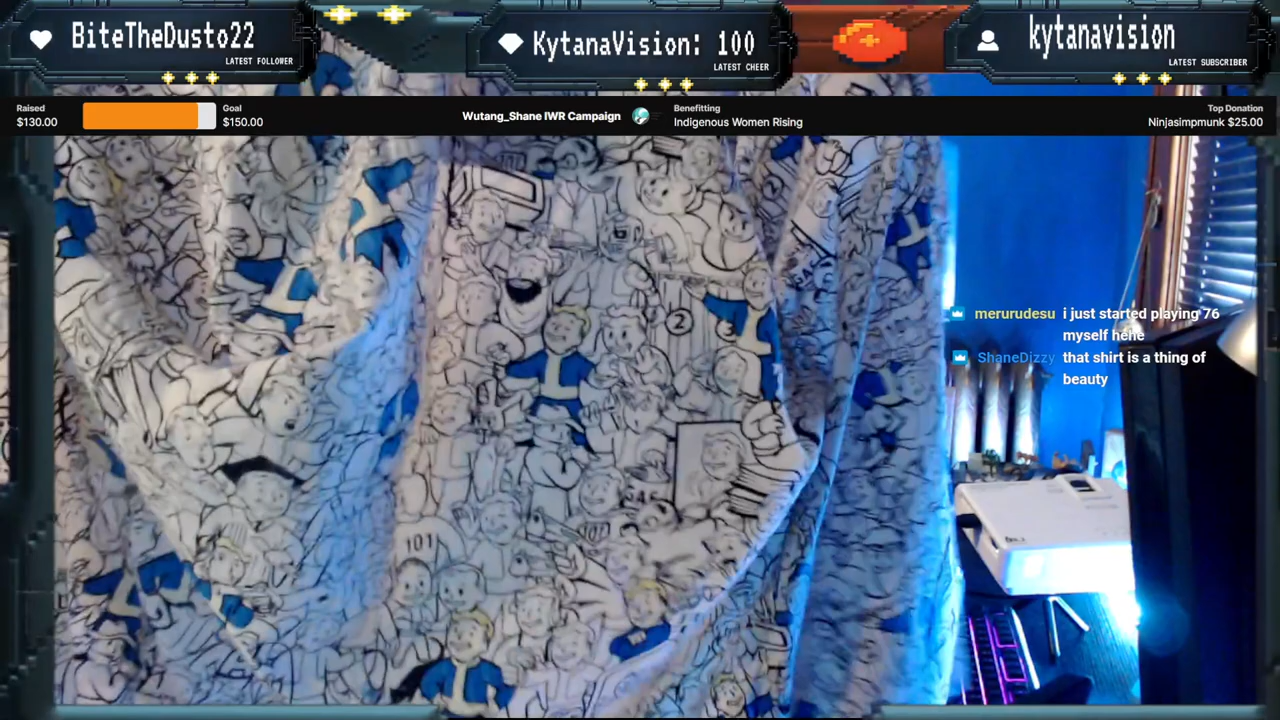 BiteTheDusto22
LATEST FOLLOWER
KytanaVision: 100
LATEST CHEER
kytanavision
LATEST SUBSCRIBER
Raised
$130.00
Goal
$150.00
Wutang_Shane IWR Campaign
Benefitting
Indigenous Women Rising
Top Donation
Ninjasimpmunk $25.00
merurudesu i just started playing 76
myself hehe
ShaneDizzy that shirt is a thing of
beauty
2
101